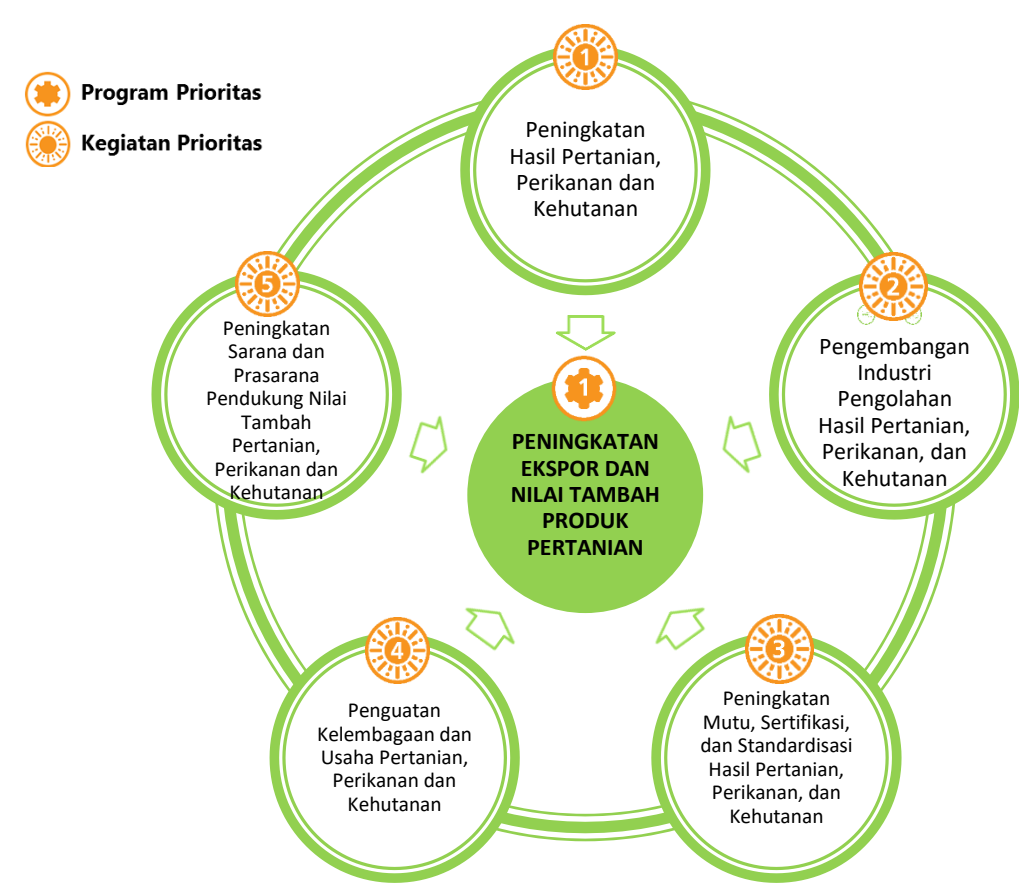 Program Prioritas
Kegiatan Prioritas
1
Peningkatan
Hasil Pertanian,
Perikanan dan
Kehutanan
2
Pengembangan
Industri
Pengolahan
Hasil Pertanian,
Perikanan, dan
Kehutanan
3
Peningkatan
Mutu, Sertifikasi,
dan Standardisasi
Hasil Pertanian,
Perikanan, dan
Kehutanan
4
Penguatan
Kelembagaan dan
Usaha Pertanian,
Perikanan dan
Kehutanan
5
Peningkatan
Sarana dan
Prasarana
Pendukung Nilai
Tambah
Pertanian,
Perikanan dan
Kehutanan
1
PENINGKATAN
EKSPOR DAN
NILAI TAMBAH
PRODUK
PERTANIAN